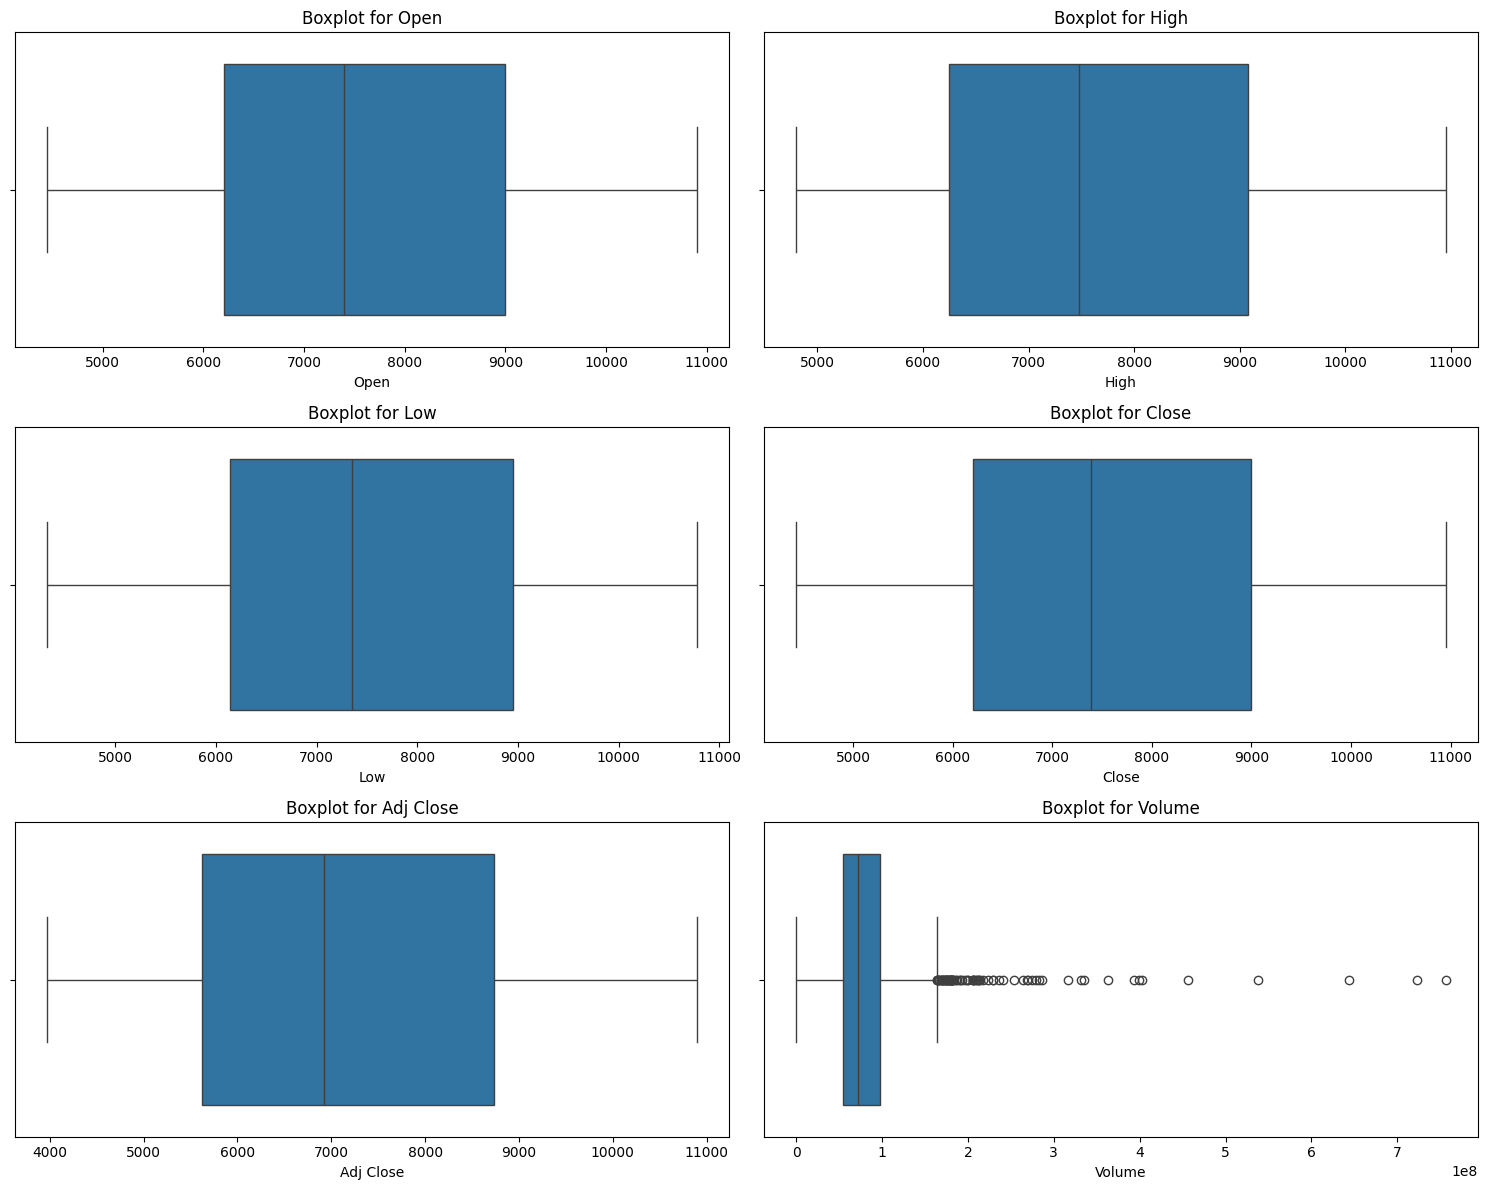 Boxplot for Open
5000 6000 7000 8000 9000 10000 11000
Open
Boxplot for High
5000 6000 7000 8000 9000 10000 11000
High
Boxplot for Low
5000 6000 7000 8000 9000 10000 11000
Low
Boxplot for Close
5000 6000 7000 8000 9000 10000 11000
Close
Boxplot for Adj Close
4000 5000 6000 7000 8000 9000 10000 11000
Adj Close
Boxplot for Volume
0 1 2 3 4 5 6 7
Volume
1e8